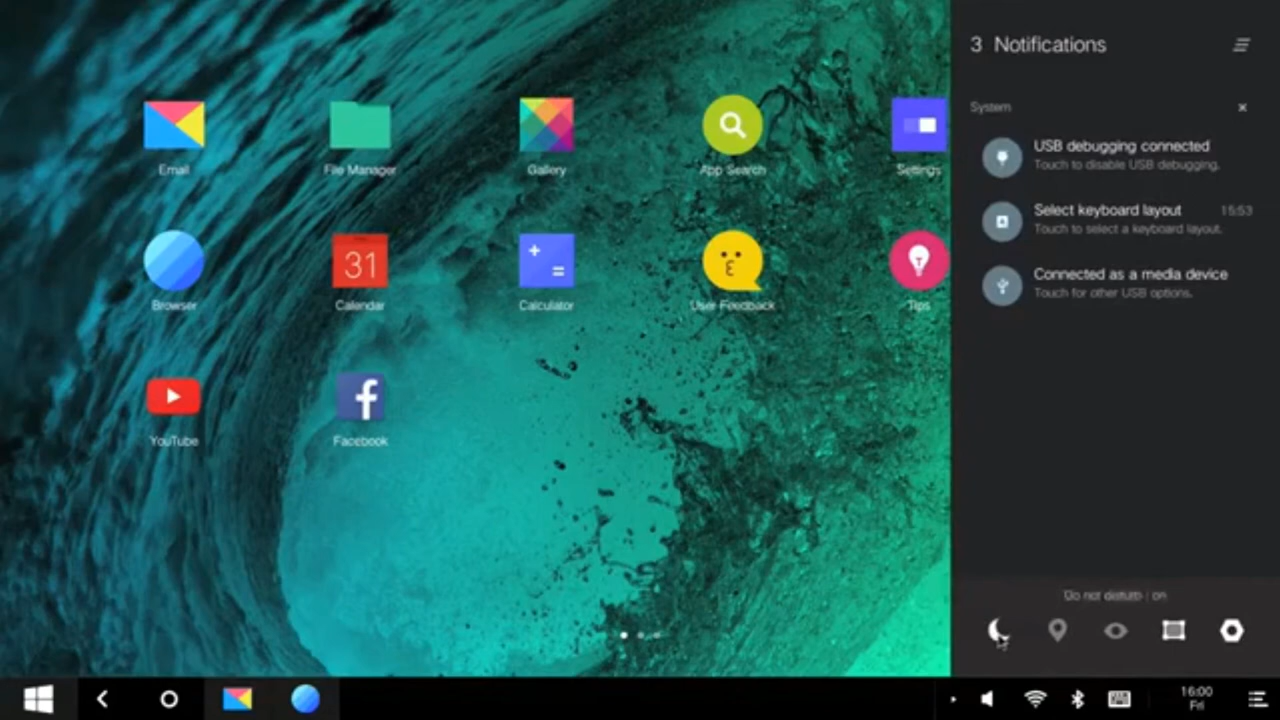 3 Notifications
System
USB debugging connected
Touch to disable USB debugging.
Select keyboard layout 15:53
Touch to select a keyboard layout.
Connected as a media device
Touch for other USB options.
Email
File Manager
Gallery
App Search
Settings
31
Browser
Calendar
Calculator
User Feedback
Tips
YouTube
Facebook
Do not disturb : on
16:00
Fri